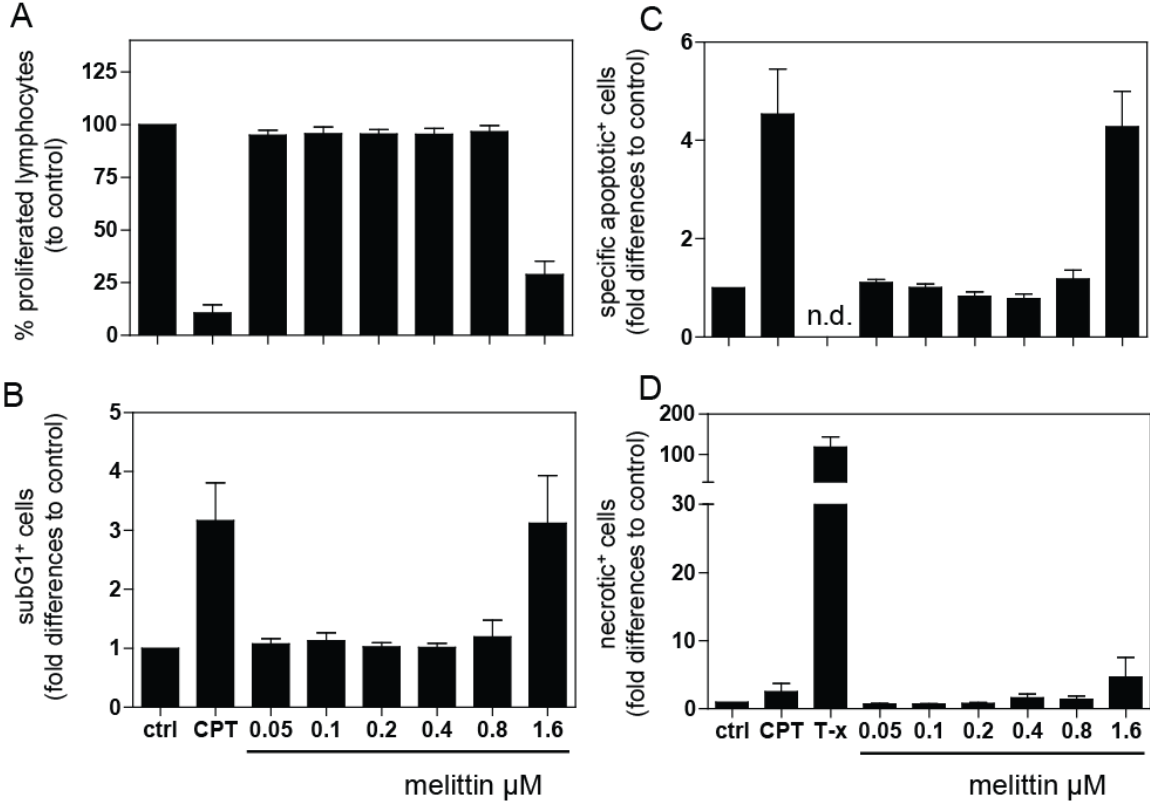 A
% proliferated lymphocytes
(to control)
125
100
75
50
25
0
B
subG1⁺ cells
(fold differences to control)
5
4
3
2
1
0
ctrl CPT 0.05 0.1 0.2 0.4 0.8 1.6
melittin µM
C
specific apoptotic⁺ cells
(fold differences to control)
6
4
2
0
n.d.
D
necrotic⁺ cells
(fold differences to control)
200
100
30
20
10
0
ctrl CPT T-x 0.05 0.1 0.2 0.4 0.8 1.6
melittin µM